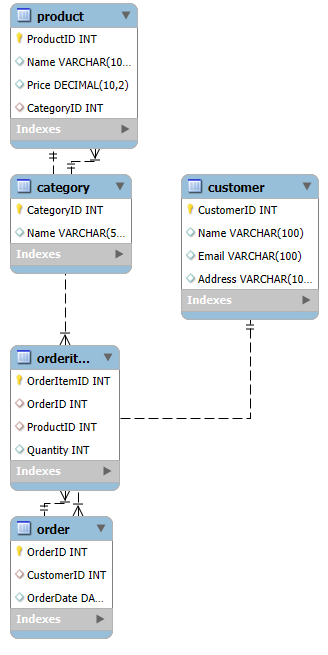 product
ProductID INT
Name VARCHAR(10...
Price DECIMAL(10,2)
CategoryID INT
Indexes
category
CategoryID INT
Name VARCHAR(5...
Indexes
customer
CustomerID INT
Name VARCHAR(100)
Email VARCHAR(100)
Address VARCHAR(10...
Indexes
orderit...
OrderItemID INT
OrderID INT
ProductID INT
Quantity INT
Indexes
order
OrderID INT
CustomerID INT
OrderDate DA...
Indexes